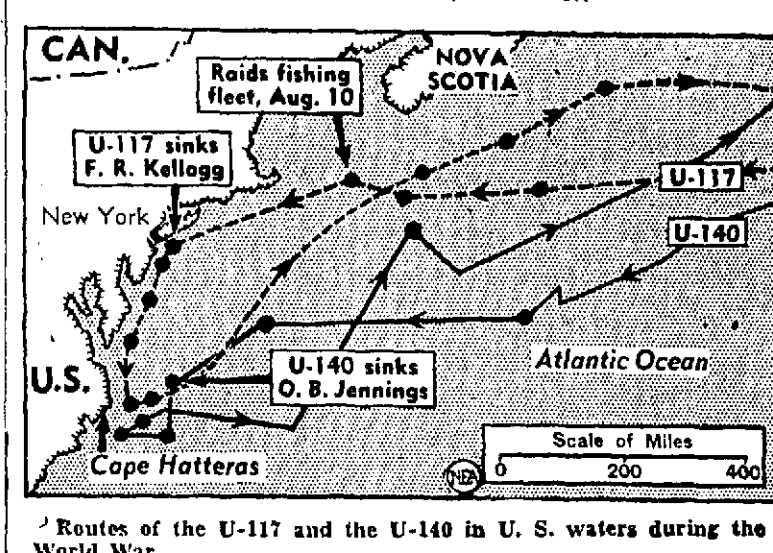 CAN.
NOVA
SCOTIA
Raids fishing
fleet, Aug. 10
U-117 sinks
F. R. Kellogg
New York
U-117
U-140
U.S.
U-140 sinks
O. B. Jennings
Atlantic Ocean
Cape Hatteras
NEA
Scale of Miles
0 200 400
Routes of the U-117 and the U-140 in U. S. waters during the
World War